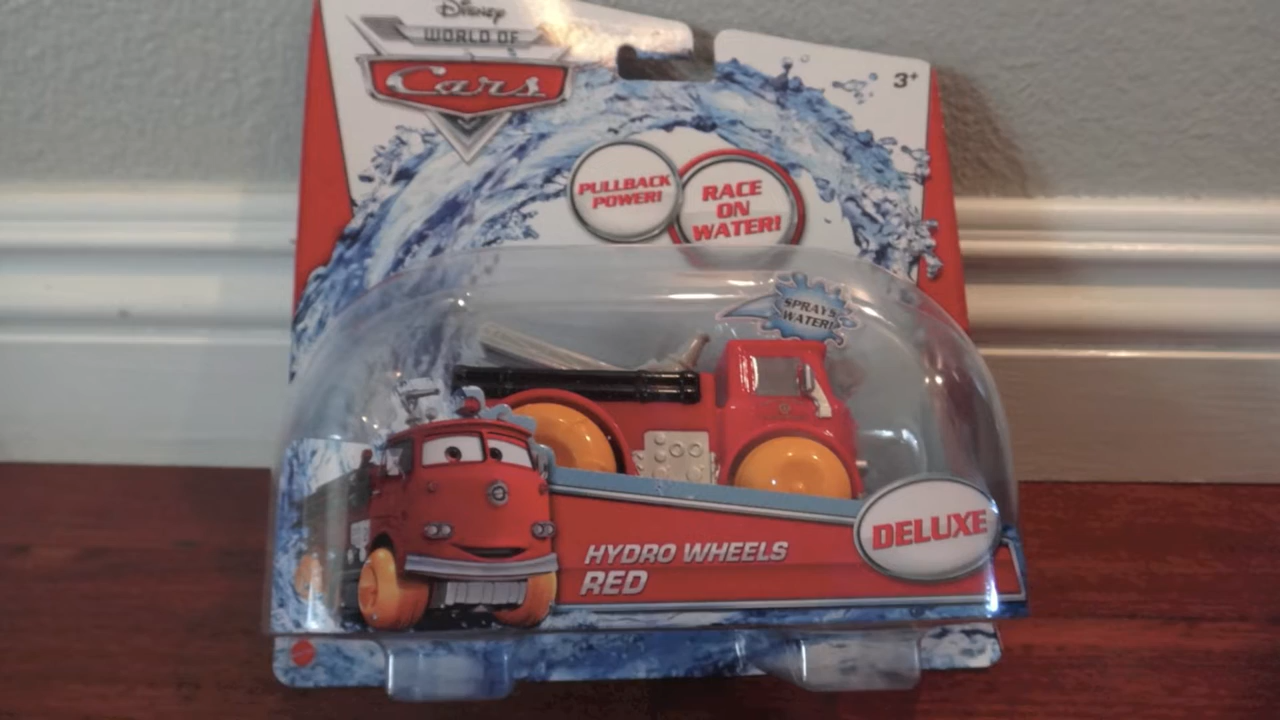 Disney
WORLD OF
Cars
3+
PULLBACK
POWER!
RACE
ON
WATER!
SPRAYS
WATER!
DELUXE
HYDRO WHEELS
RED